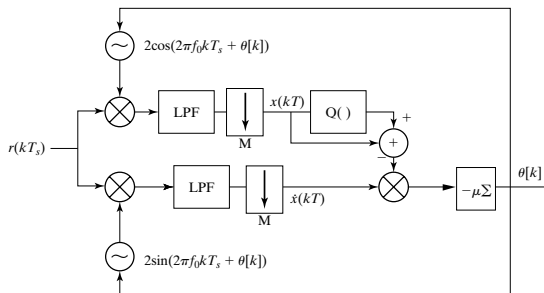 2cos(2πf₀kTₛ + θ[k])
LPF
x(kT)
Q( )
M
+
+
−
r(kTₛ)
LPF
ẋ(kT)
M
−μΣ
θ[k]
2sin(2πf₀kTₛ + θ[k])